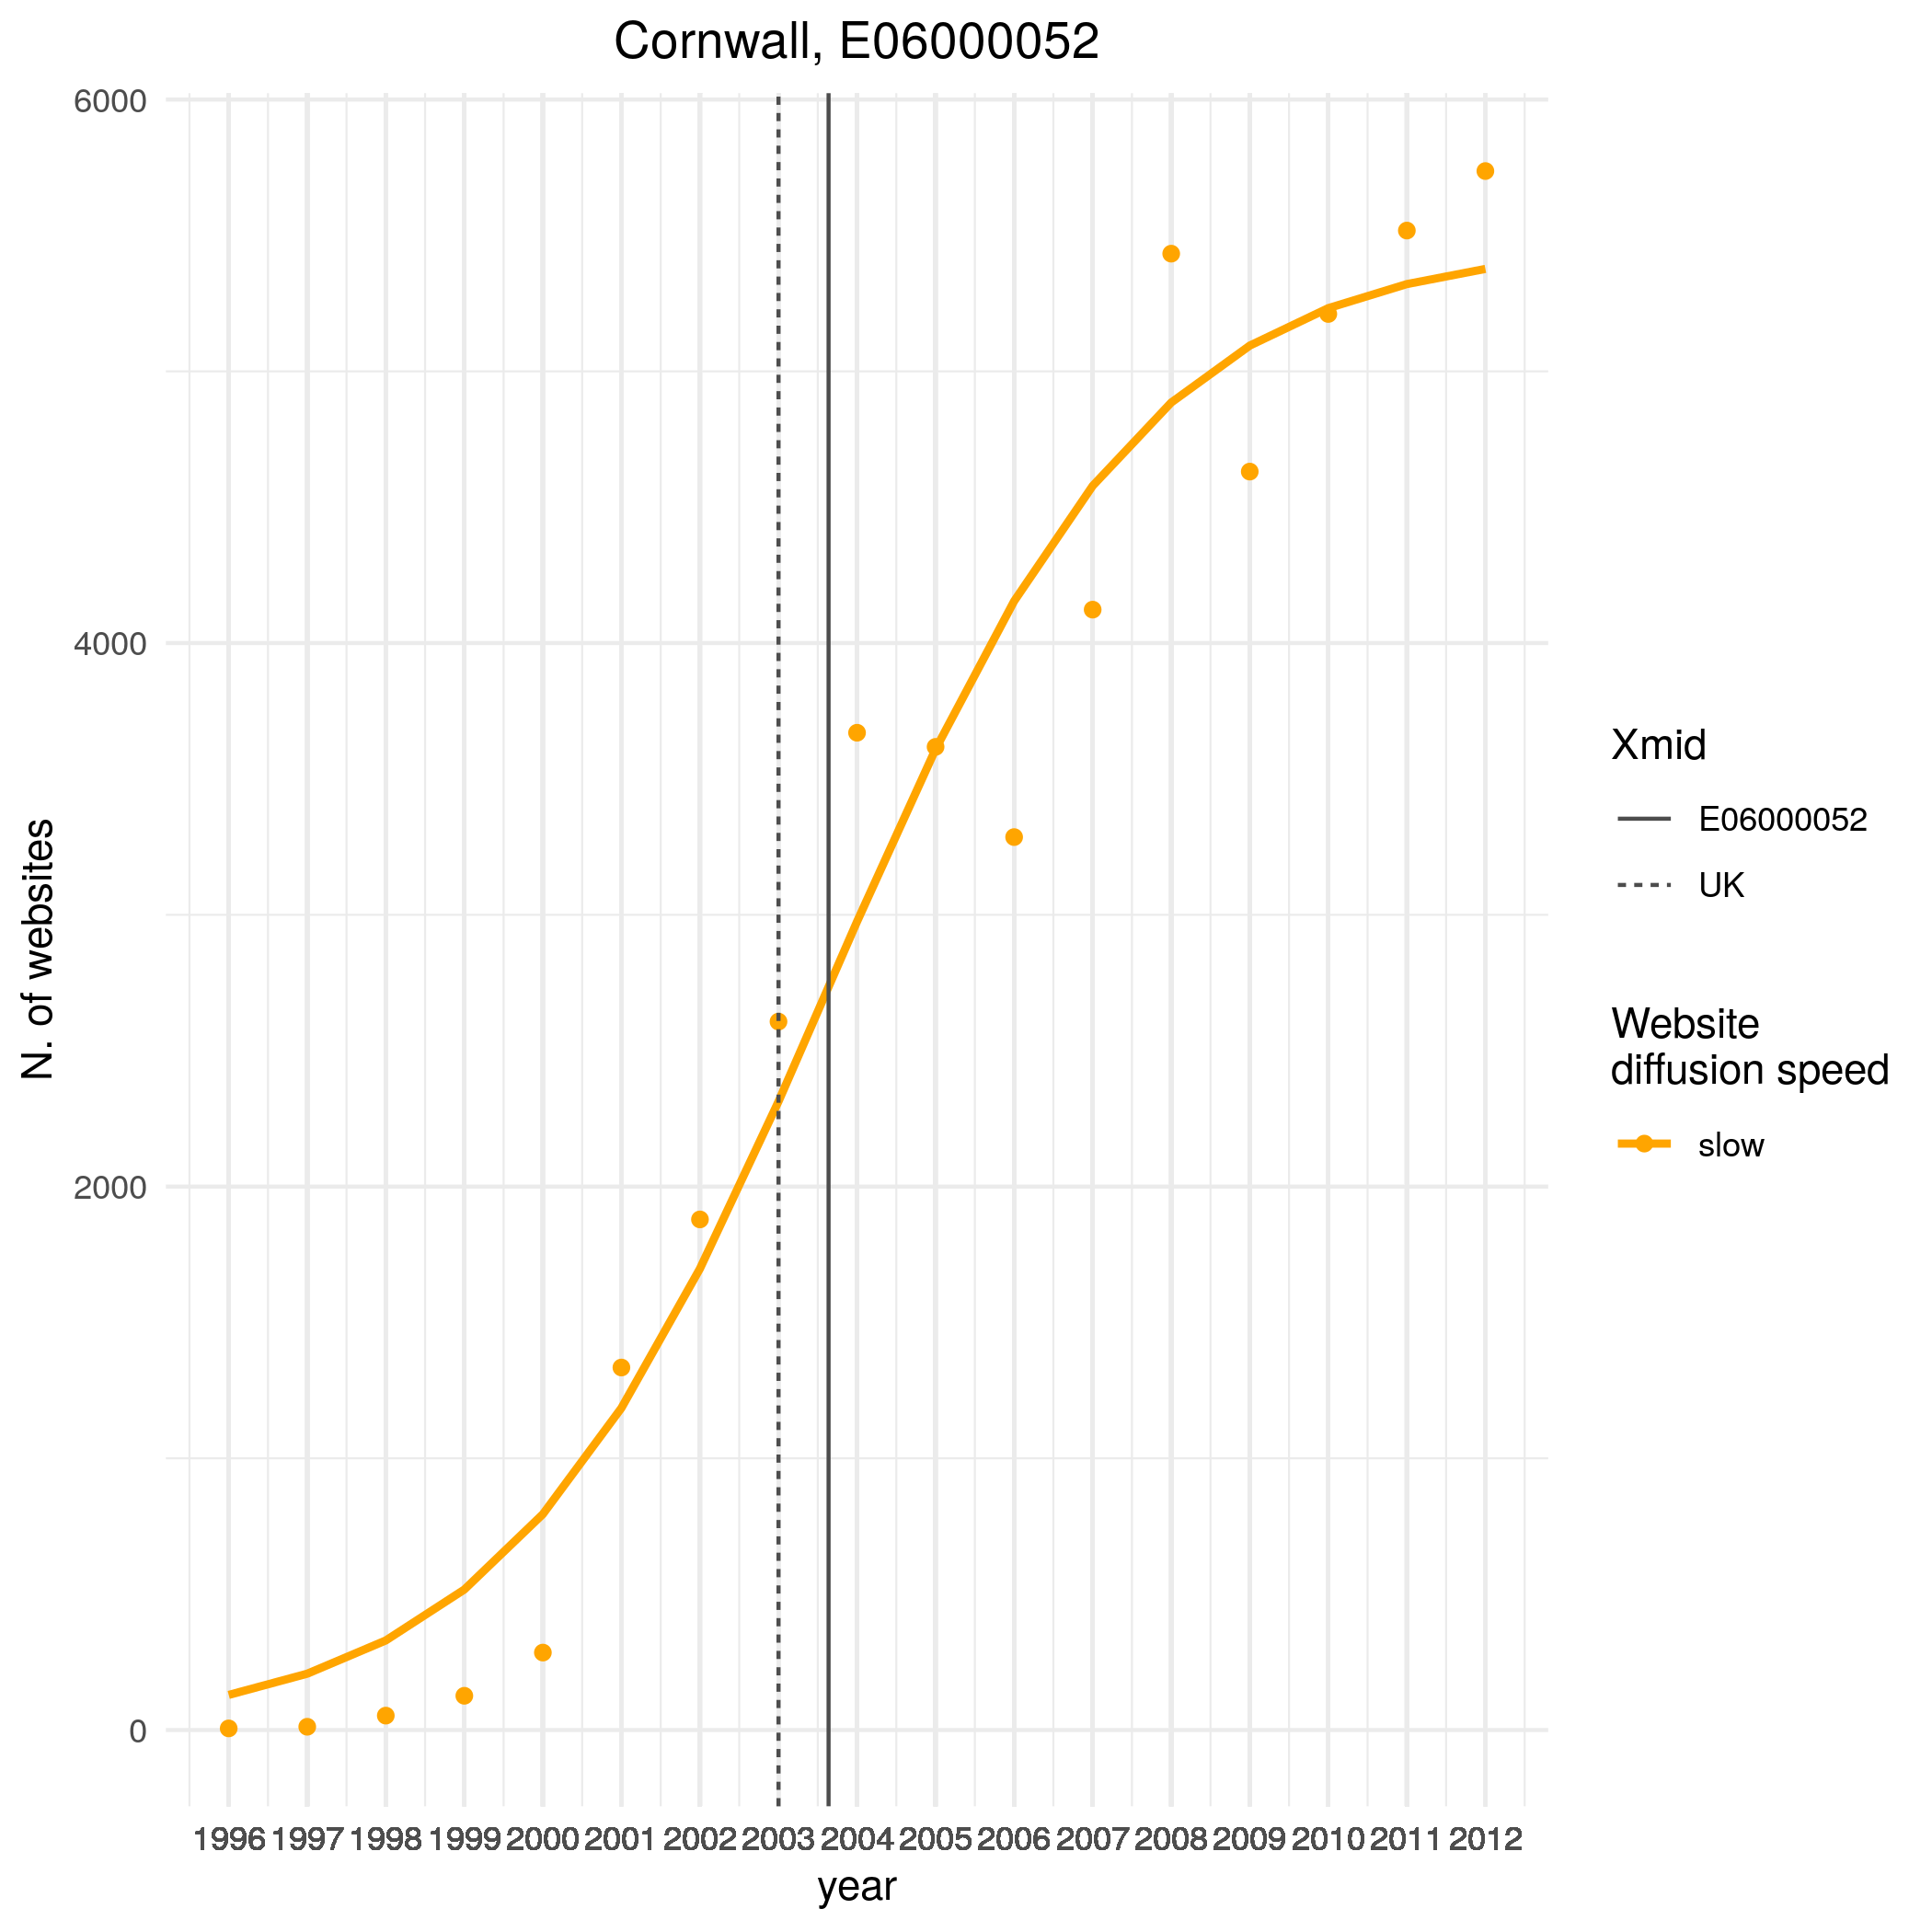 Cornwall, E06000052
6000
4000
2000
0
N. of websites
1996 1997 1998 1999 2000 2001 2002 2003 2004 2005 2006 2007 2008 2009 2010 2011 2012
year
Xmid
E06000052
UK
Website
diffusion speed
slow